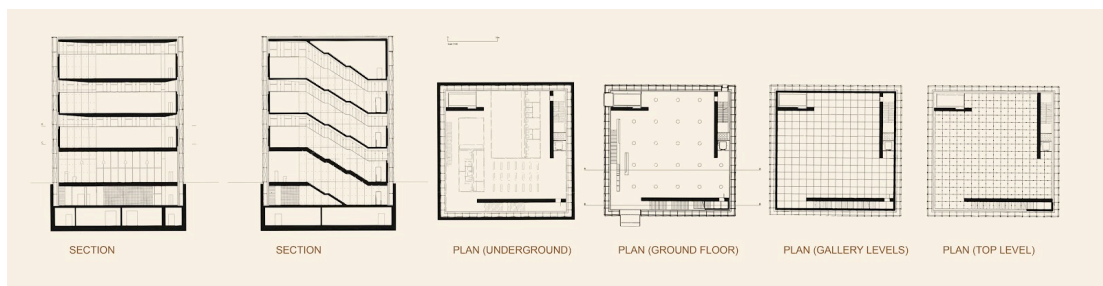 SECTION
SECTION
PLAN (UNDERGROUND)
PLAN (GROUND FLOOR)
PLAN (GALLERY LEVELS)
PLAN (TOP LEVEL)